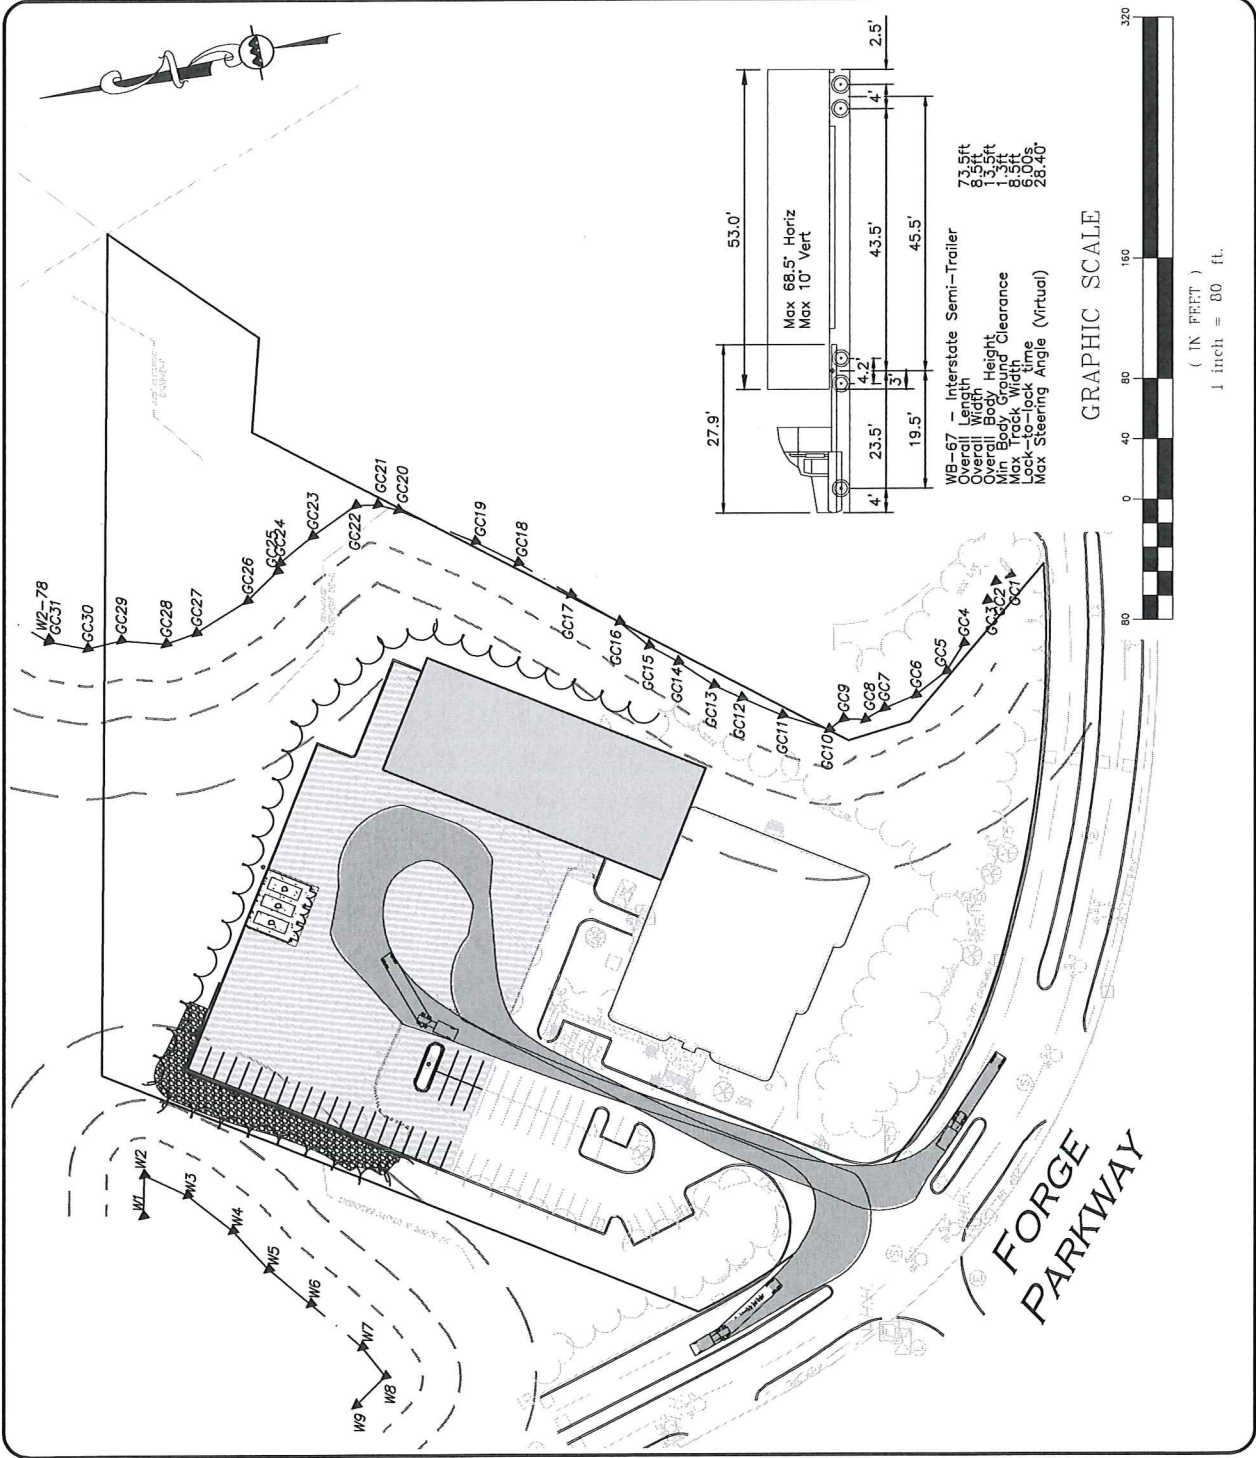 W2-78
GC31
GC30
GC29
GC28
GC27
GC26
GC25
GC24
GC23
GC22
GC21
GC20
GC19
GC18
GC17
GC16
GC15
GC14
GC13
GC12
GC11
GC10
GC9
GC8
GC7
GC6
GC5
GC4
GC3
GC2
GC1
W1
W2
W3
W4
W5
W6
W7
W8
W9
FORGE
PARKWAY
53.0'
27.9'
Max 68.5° Horiz
Max 10° Vert
4.2'
3'
4'
2.5'
4'
23.5'
43.5'
19.5'
45.5'
WB-67 - Interstate Semi-Trailer
Overall Length 73.5ft
Overall Width 8.5ft
Overall Body Height 13.5ft
Min Body Ground Clearance 1.3ft
Max Track Width 8.5ft
Lock-to-lock time 6.00s
Max Steering Angle (Virtual) 28.40°
GRAPHIC SCALE
80 0 40 80 160 320
( IN FEET )
1 inch = 80 ft.